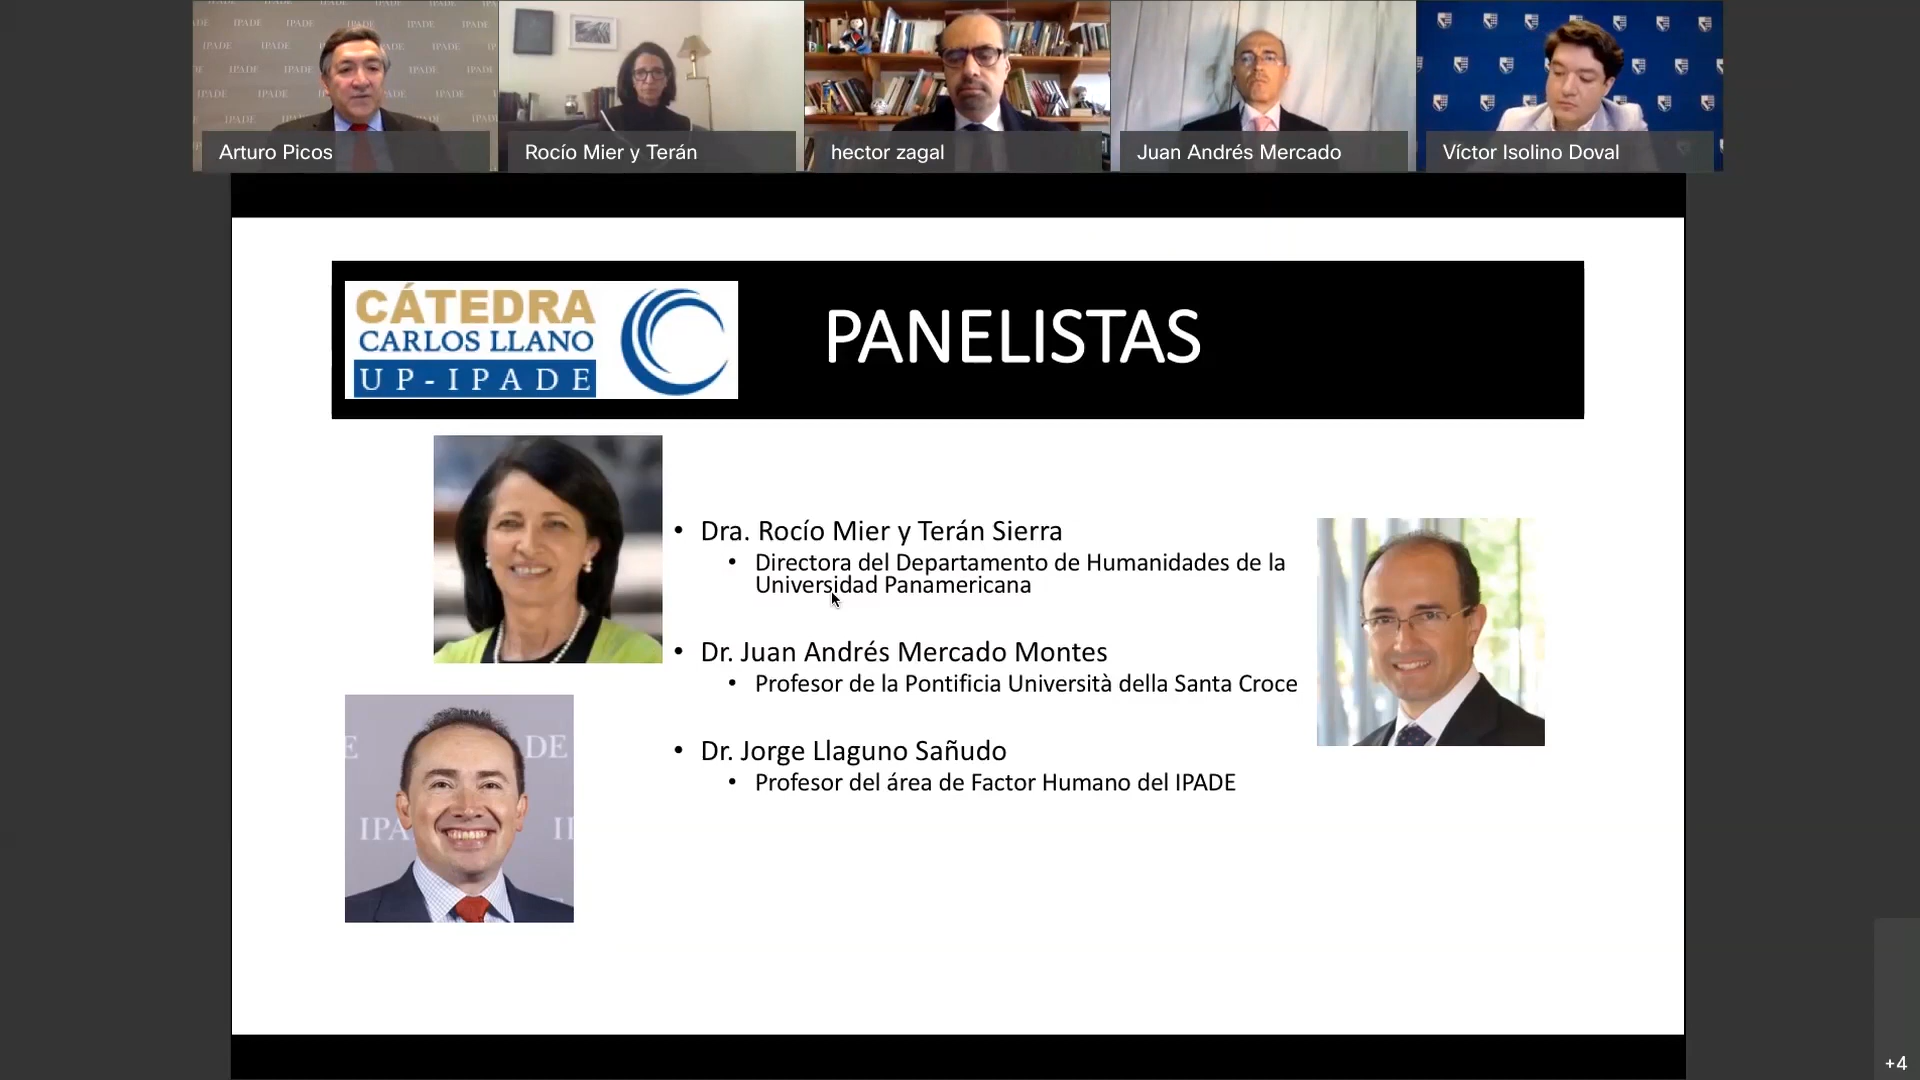 Arturo Picos
Rocío Mier y Terán
hector zagal
Juan Andrés Mercado
Víctor Isolino Doval
CÁTEDRA
CARLOS LLANO
UP-IPADE
PANELISTAS
• Dra. Rocío Mier y Terán Sierra
• Directora del Departamento de Humanidades de la
Universidad Panamericana
• Dr. Juan Andrés Mercado Montes
• Profesor de la Pontificia Università della Santa Croce
• Dr. Jorge Llaguno Sañudo
• Profesor del área de Factor Humano del IPADE
+4